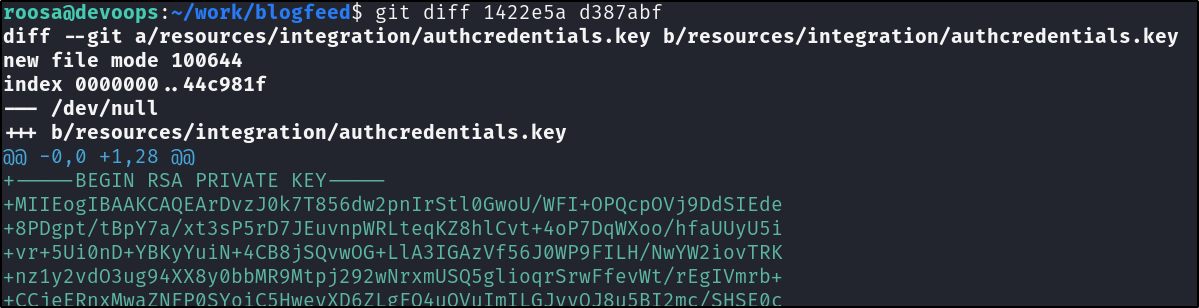 roosa@devoops:~/work/blogfeed$ git diff 1422e5a d387abf
diff --git a/resources/integration/authcredentials.key b/resources/integration/authcredentials.key
new file mode 100644
index 0000000..44c981f
--- /dev/null
+++ b/resources/integration/authcredentials.key
@@ -0,0 +1,28 @@
+-----BEGIN RSA PRIVATE KEY-----
+MIIEogIBAAKCAQEArDvzJ0k7T856dw2pnIrStl0GwoU/WFI+OPQcpOVj9DdSIEde
+8PDgpt/tBpY7a/xt3sP5rD7JEuvnpWRLteqKZ8hlCvt+4oP7DqWXoo/hfaUUyU5i
+vr+5Ui0nD+YBKyYuiN+4CB8jSQvwOG+LlA3IGAzVf56J0WP9FILH/NwYW2iovTRK
+nz1y2vdO3ug94XX8y0bbMR9Mtpj292wNrxmUSQ5glioqrSrwFfevWt/rEgIVmrb+
+CCjeERnxMwaZNFP0SYoiC5HweyXD6ZLgFO4uOVuImILGJyyQJ8u5BI2mc/SHSE0c